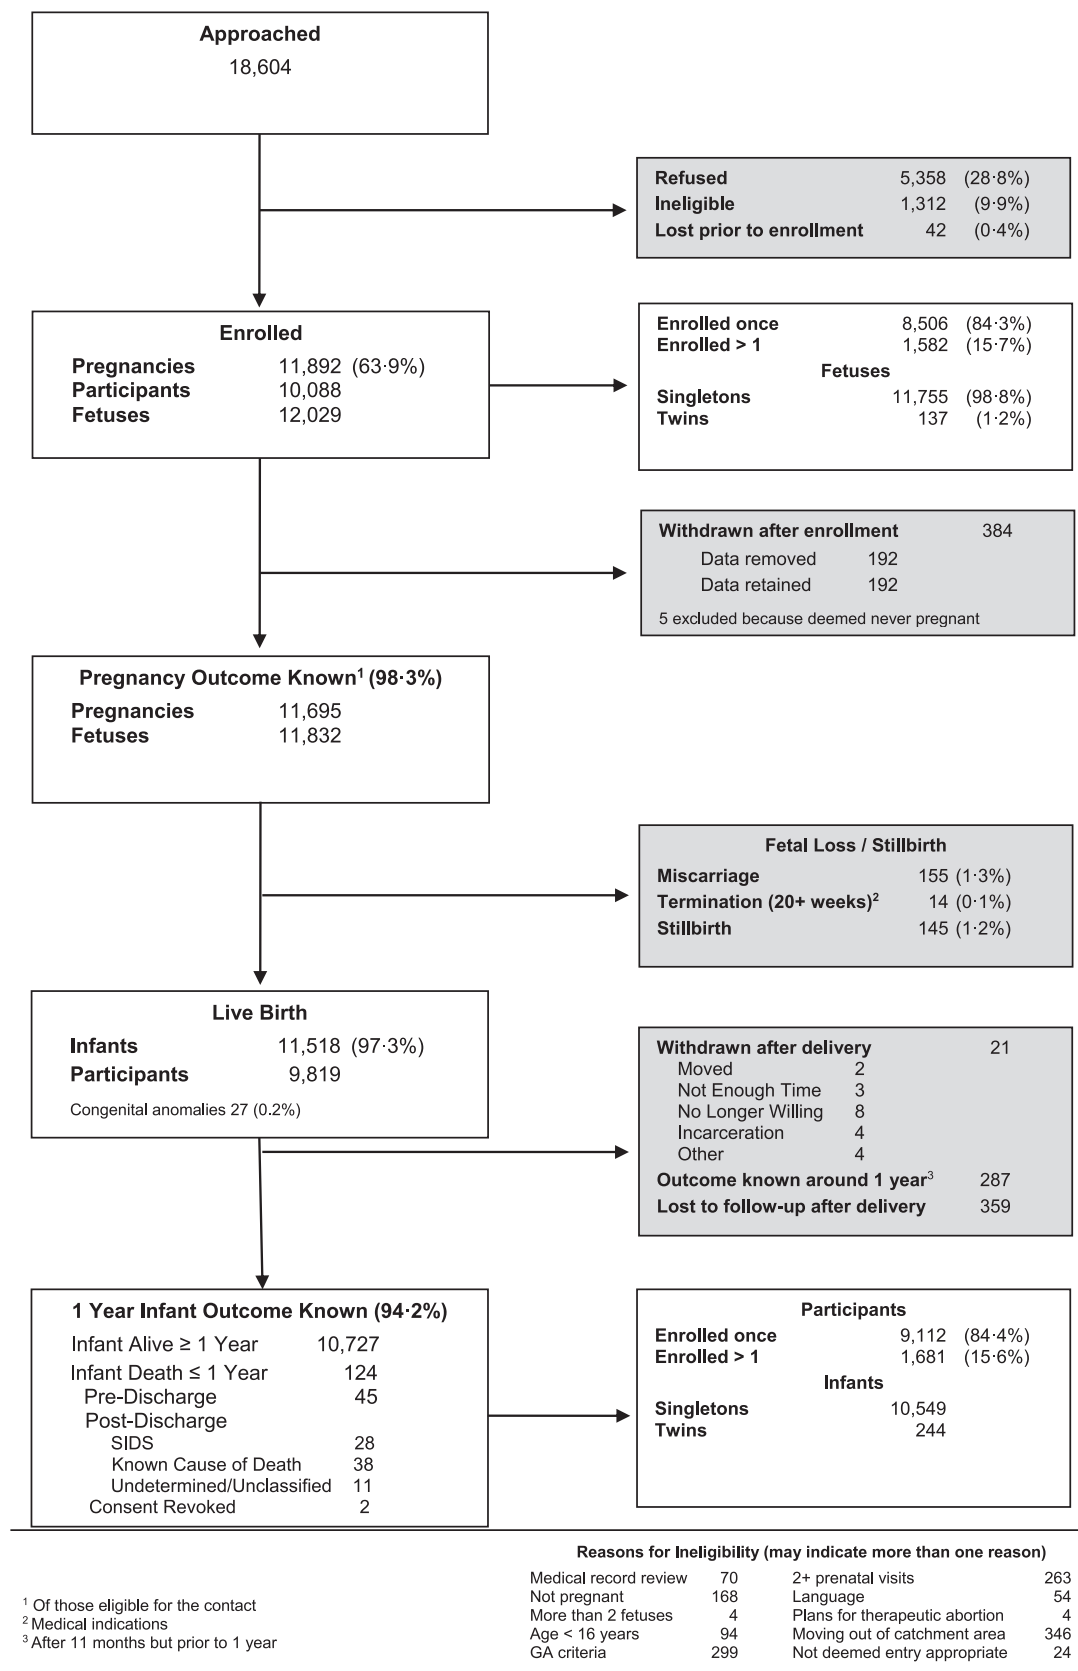 Approached
18,604
Refused 5,358 (28·8%)
Ineligible 1,312 (9·9%)
Lost prior to enrollment 42 (0·4%)
Enrolled
Pregnancies 11,892 (63·9%)
Participants 10,088
Fetuses 12,029
Enrolled once 8,506 (84·3%)
Enrolled > 1 1,582 (15·7%)
Fetuses
Singletons 11,755 (98·8%)
Twins 137 (1·2%)
Withdrawn after enrollment 384
Data removed 192
Data retained 192
5 excluded because deemed never pregnant
Pregnancy Outcome Known¹ (98·3%)
Pregnancies 11,695
Fetuses 11,832
Fetal Loss / Stillbirth
Miscarriage 155 (1·3%)
Termination (20+ weeks)² 14 (0·1%)
Stillbirth 145 (1·2%)
Live Birth
Infants 11,518 (97·3%)
Participants 9,819
Congenital anomalies 27 (0.2%)
Withdrawn after delivery 21
Moved 2
Not Enough Time 3
No Longer Willing 8
Incarceration 4
Other 4
Outcome known around 1 year³ 287
Lost to follow-up after delivery 359
1 Year Infant Outcome Known (94·2%)
Infant Alive ≥ 1 Year 10,727
Infant Death ≤ 1 Year 124
Pre-Discharge 45
Post-Discharge
SIDS 28
Known Cause of Death 38
Undetermined/Unclassified 11
Consent Revoked 2
Participants
Enrolled once 9,112 (84·4%)
Enrolled > 1 1,681 (15·6%)
Infants
Singletons 10,549
Twins 244
¹ Of those eligible for the contact
² Medical indications
³ After 11 months but prior to 1 year
Reasons for Ineligibility (may indicate more than one reason)
Medical record review 70 2+ prenatal visits 263
Not pregnant 168 Language 54
More than 2 fetuses 4 Plans for therapeutic abortion 4
Age < 16 years 94 Moving out of catchment area 346
GA criteria 299 Not deemed entry appropriate 24